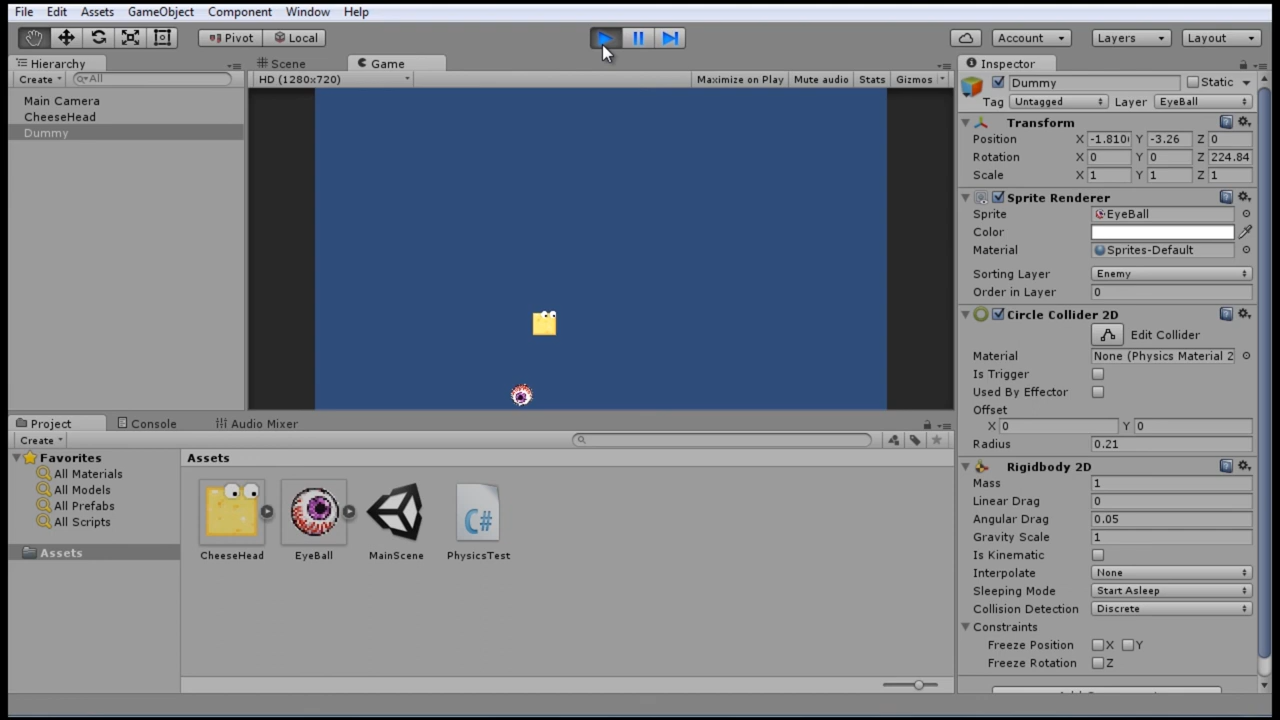 File Edit Assets GameObject Component Window Help
Pivot Local Account Layers Layout
Hierarchy Scene Game Inspector
Create All HD (1280x720) Maximize on Play Mute audio Stats Gizmos Dummy Static
Main Camera Tag Untagged Layer EyeBall
CheeseHead Transform
Dummy Position X -1.810 Y -3.26 Z 0
Rotation X 0 Y 0 Z 224.84
Scale X 1 Y 1 Z 1
Sprite Renderer
Sprite EyeBall
Color
Material Sprites-Default
Sorting Layer Enemy
Order in Layer 0
Circle Collider 2D
Edit Collider
Material None (Physics Material 2
Is Trigger
Used By Effector
Offset
Project Console Audio Mixer X 0 Y 0
Create Radius 0.21
Favorites Assets Rigidbody 2D
All Materials Mass 1
All Models Linear Drag 0
All Prefabs Angular Drag 0.05
All Scripts C# Gravity Scale 1
Assets CheeseHead EyeBall MainScene PhysicsTest Is Kinematic
Interpolate None
Sleeping Mode Start Asleep
Collision Detection Discrete
Constraints
Freeze Position X Y
Freeze Rotation Z